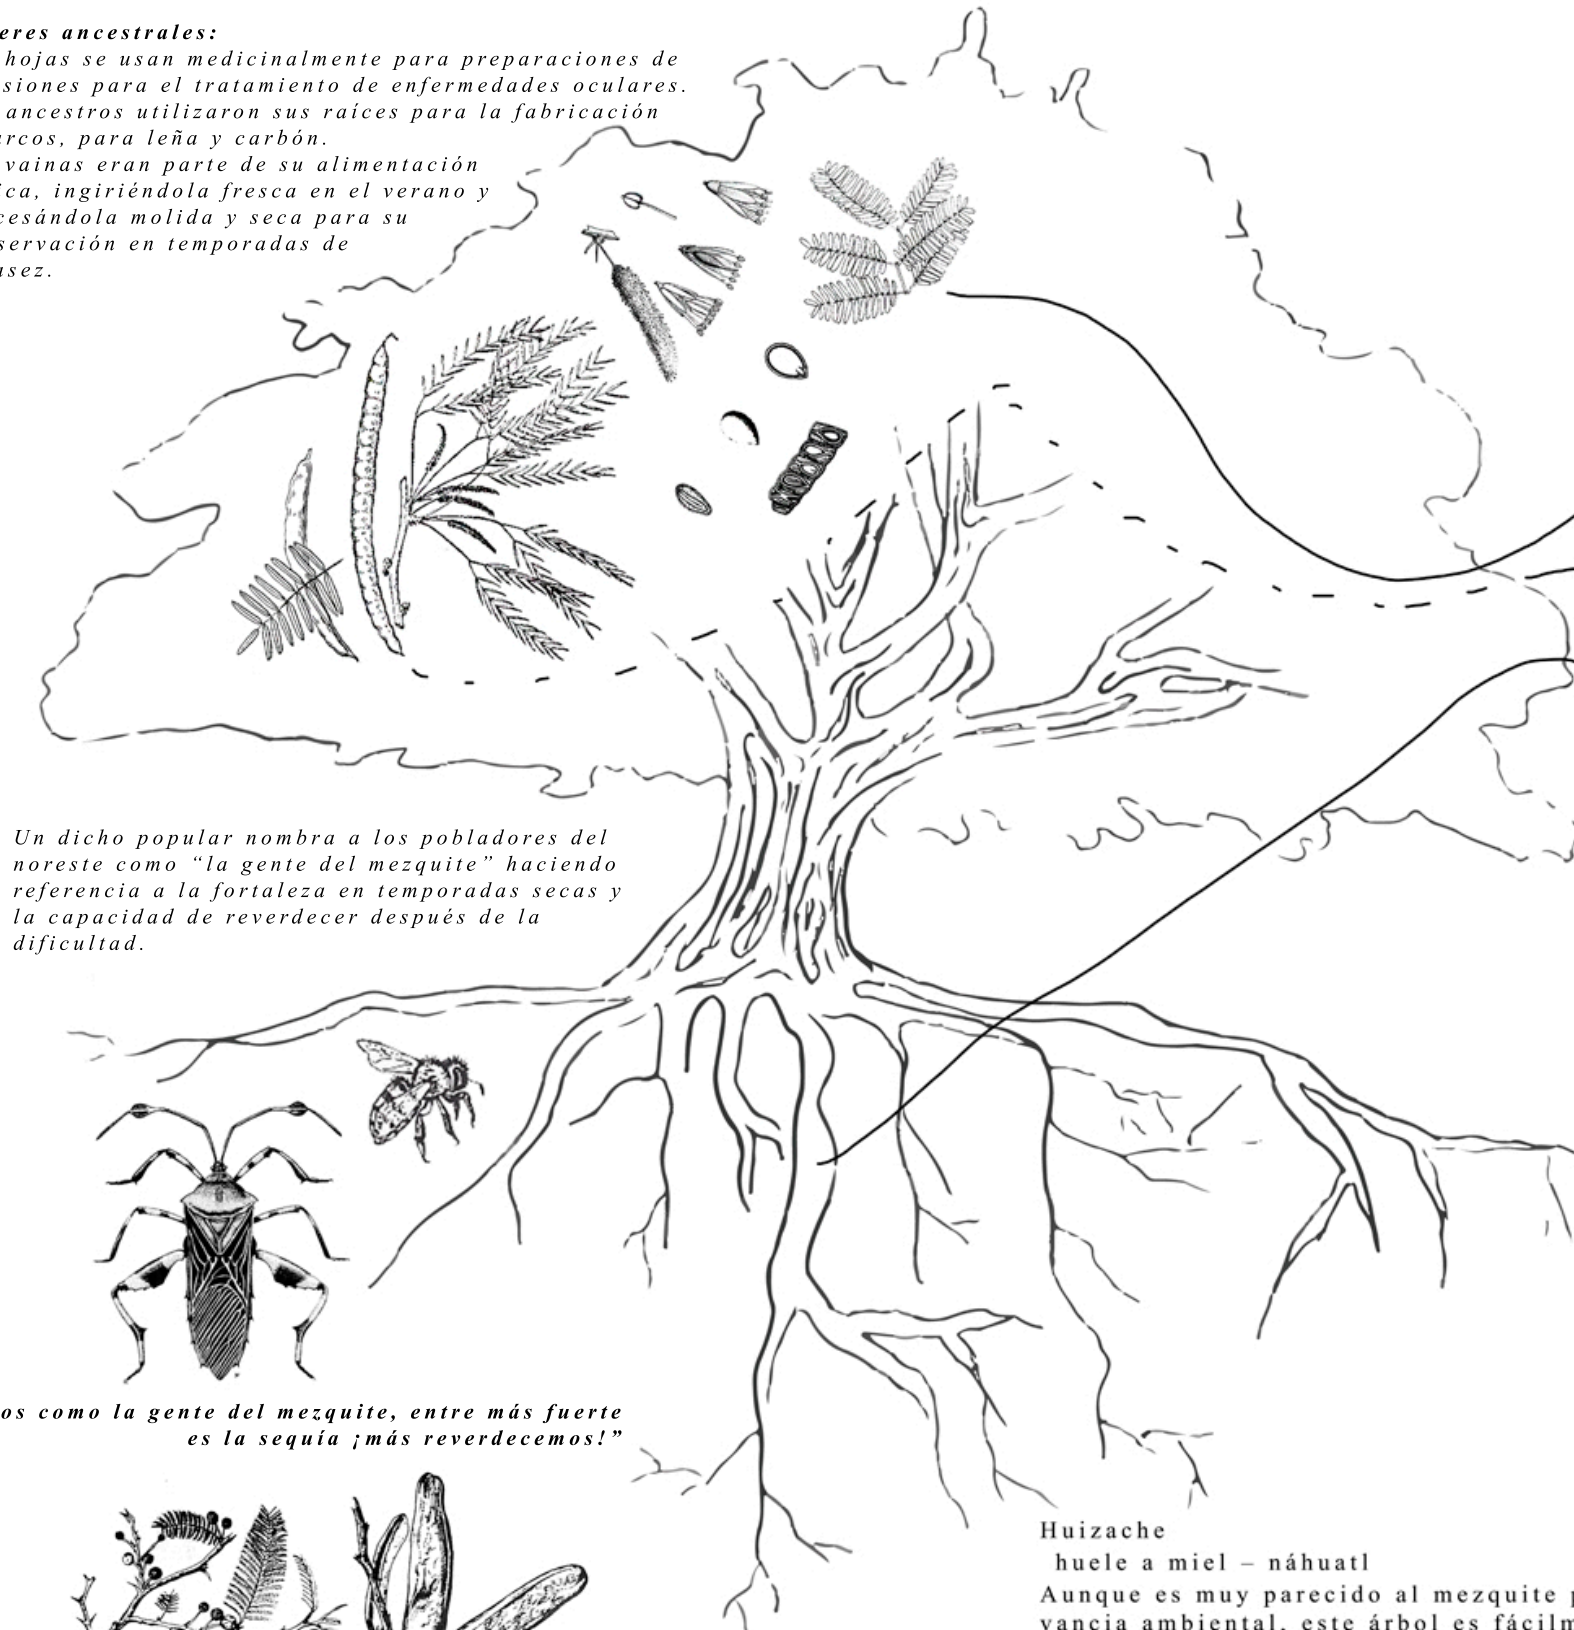 eres ancestrales:
hojas se usan medicinalmente para preparaciones de
siones para el tratamiento de enfermedades oculares.
ancestros utilizaron sus raíces para la fabricación
arcos, para leña y carbón.
vainas eran parte de su alimentación
ica, ingiriéndola fresca en el verano y
cesándola molida y seca para su
servación en temporadas de
asez.
Un dicho popular nombra a los pobladores del
noreste como “la gente del mezquite” haciendo
referencia a la fortaleza en temporadas secas y
la capacidad de reverdecer después de la
dificultad.
os como la gente del mezquite, entre más fuerte
es la sequía ¡más reverdecemos!”
Huizache
huele a miel – náhuatl
Aunque es muy parecido al mezquite p
vancia ambiental, este árbol es fácilm